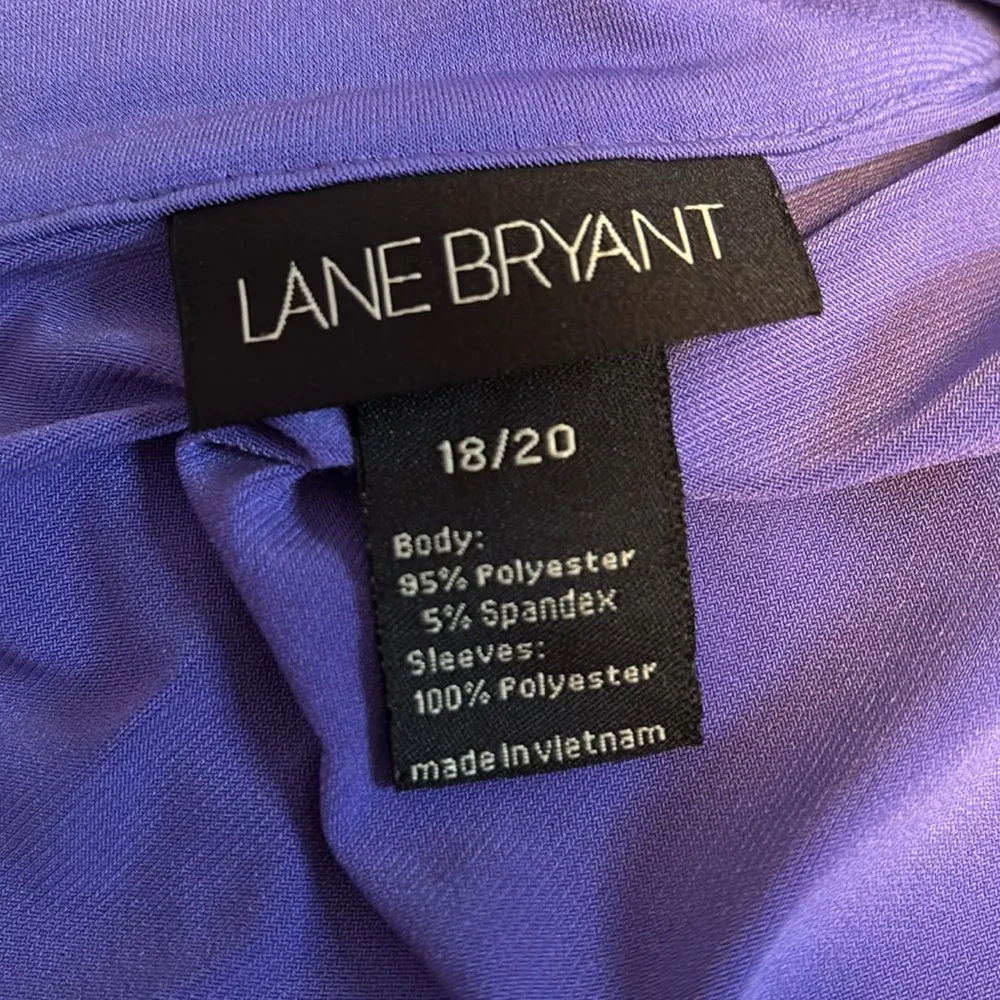 LANE BRYANT
18/20
Body:
95% Polyester
5% Spandex
Sleeves:
100% Polyester
made in vietnam